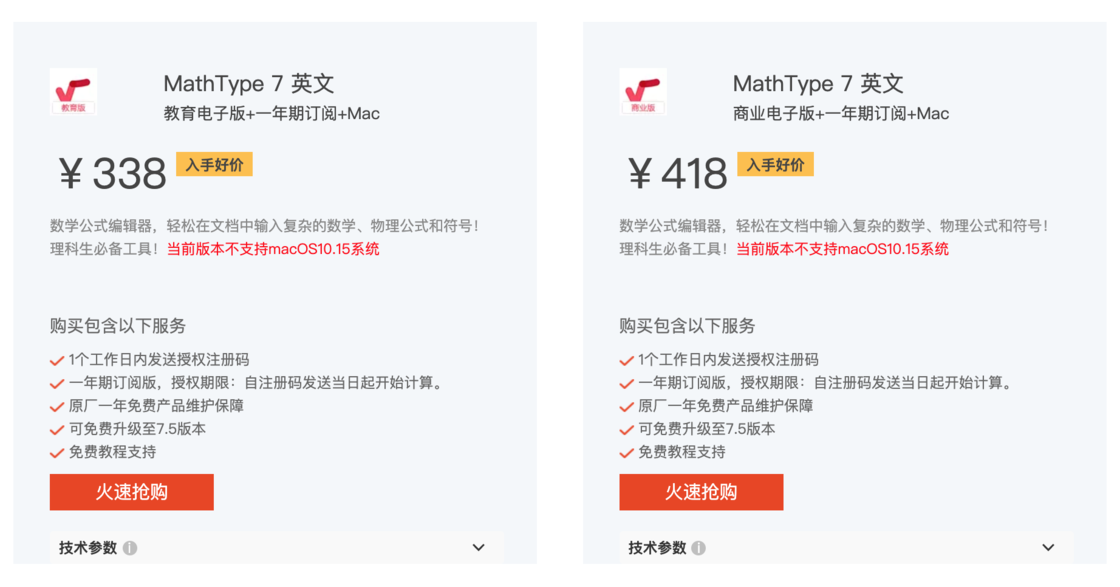 教育版
MathType 7 英文
教育电子版+一年期订阅+Mac
￥338 入手好价
数学公式编辑器，轻松在文档中输入复杂的数学、物理公式和符号！
理科生必备工具！当前版本不支持macOS10.15系统
购买包含以下服务
1个工作日内发送授权注册码
一年期订阅版，授权期限：自注册码发送当日起开始计算。
原厂一年免费产品维护保障
可免费升级至7.5版本
免费教程支持
火速抢购
技术参数
商业版
MathType 7 英文
商业电子版+一年期订阅+Mac
￥418 入手好价
数学公式编辑器，轻松在文档中输入复杂的数学、物理公式和符号！
理科生必备工具！当前版本不支持macOS10.15系统
购买包含以下服务
1个工作日内发送授权注册码
一年期订阅版，授权期限：自注册码发送当日起开始计算。
原厂一年免费产品维护保障
可免费升级至7.5版本
免费教程支持
火速抢购
技术参数